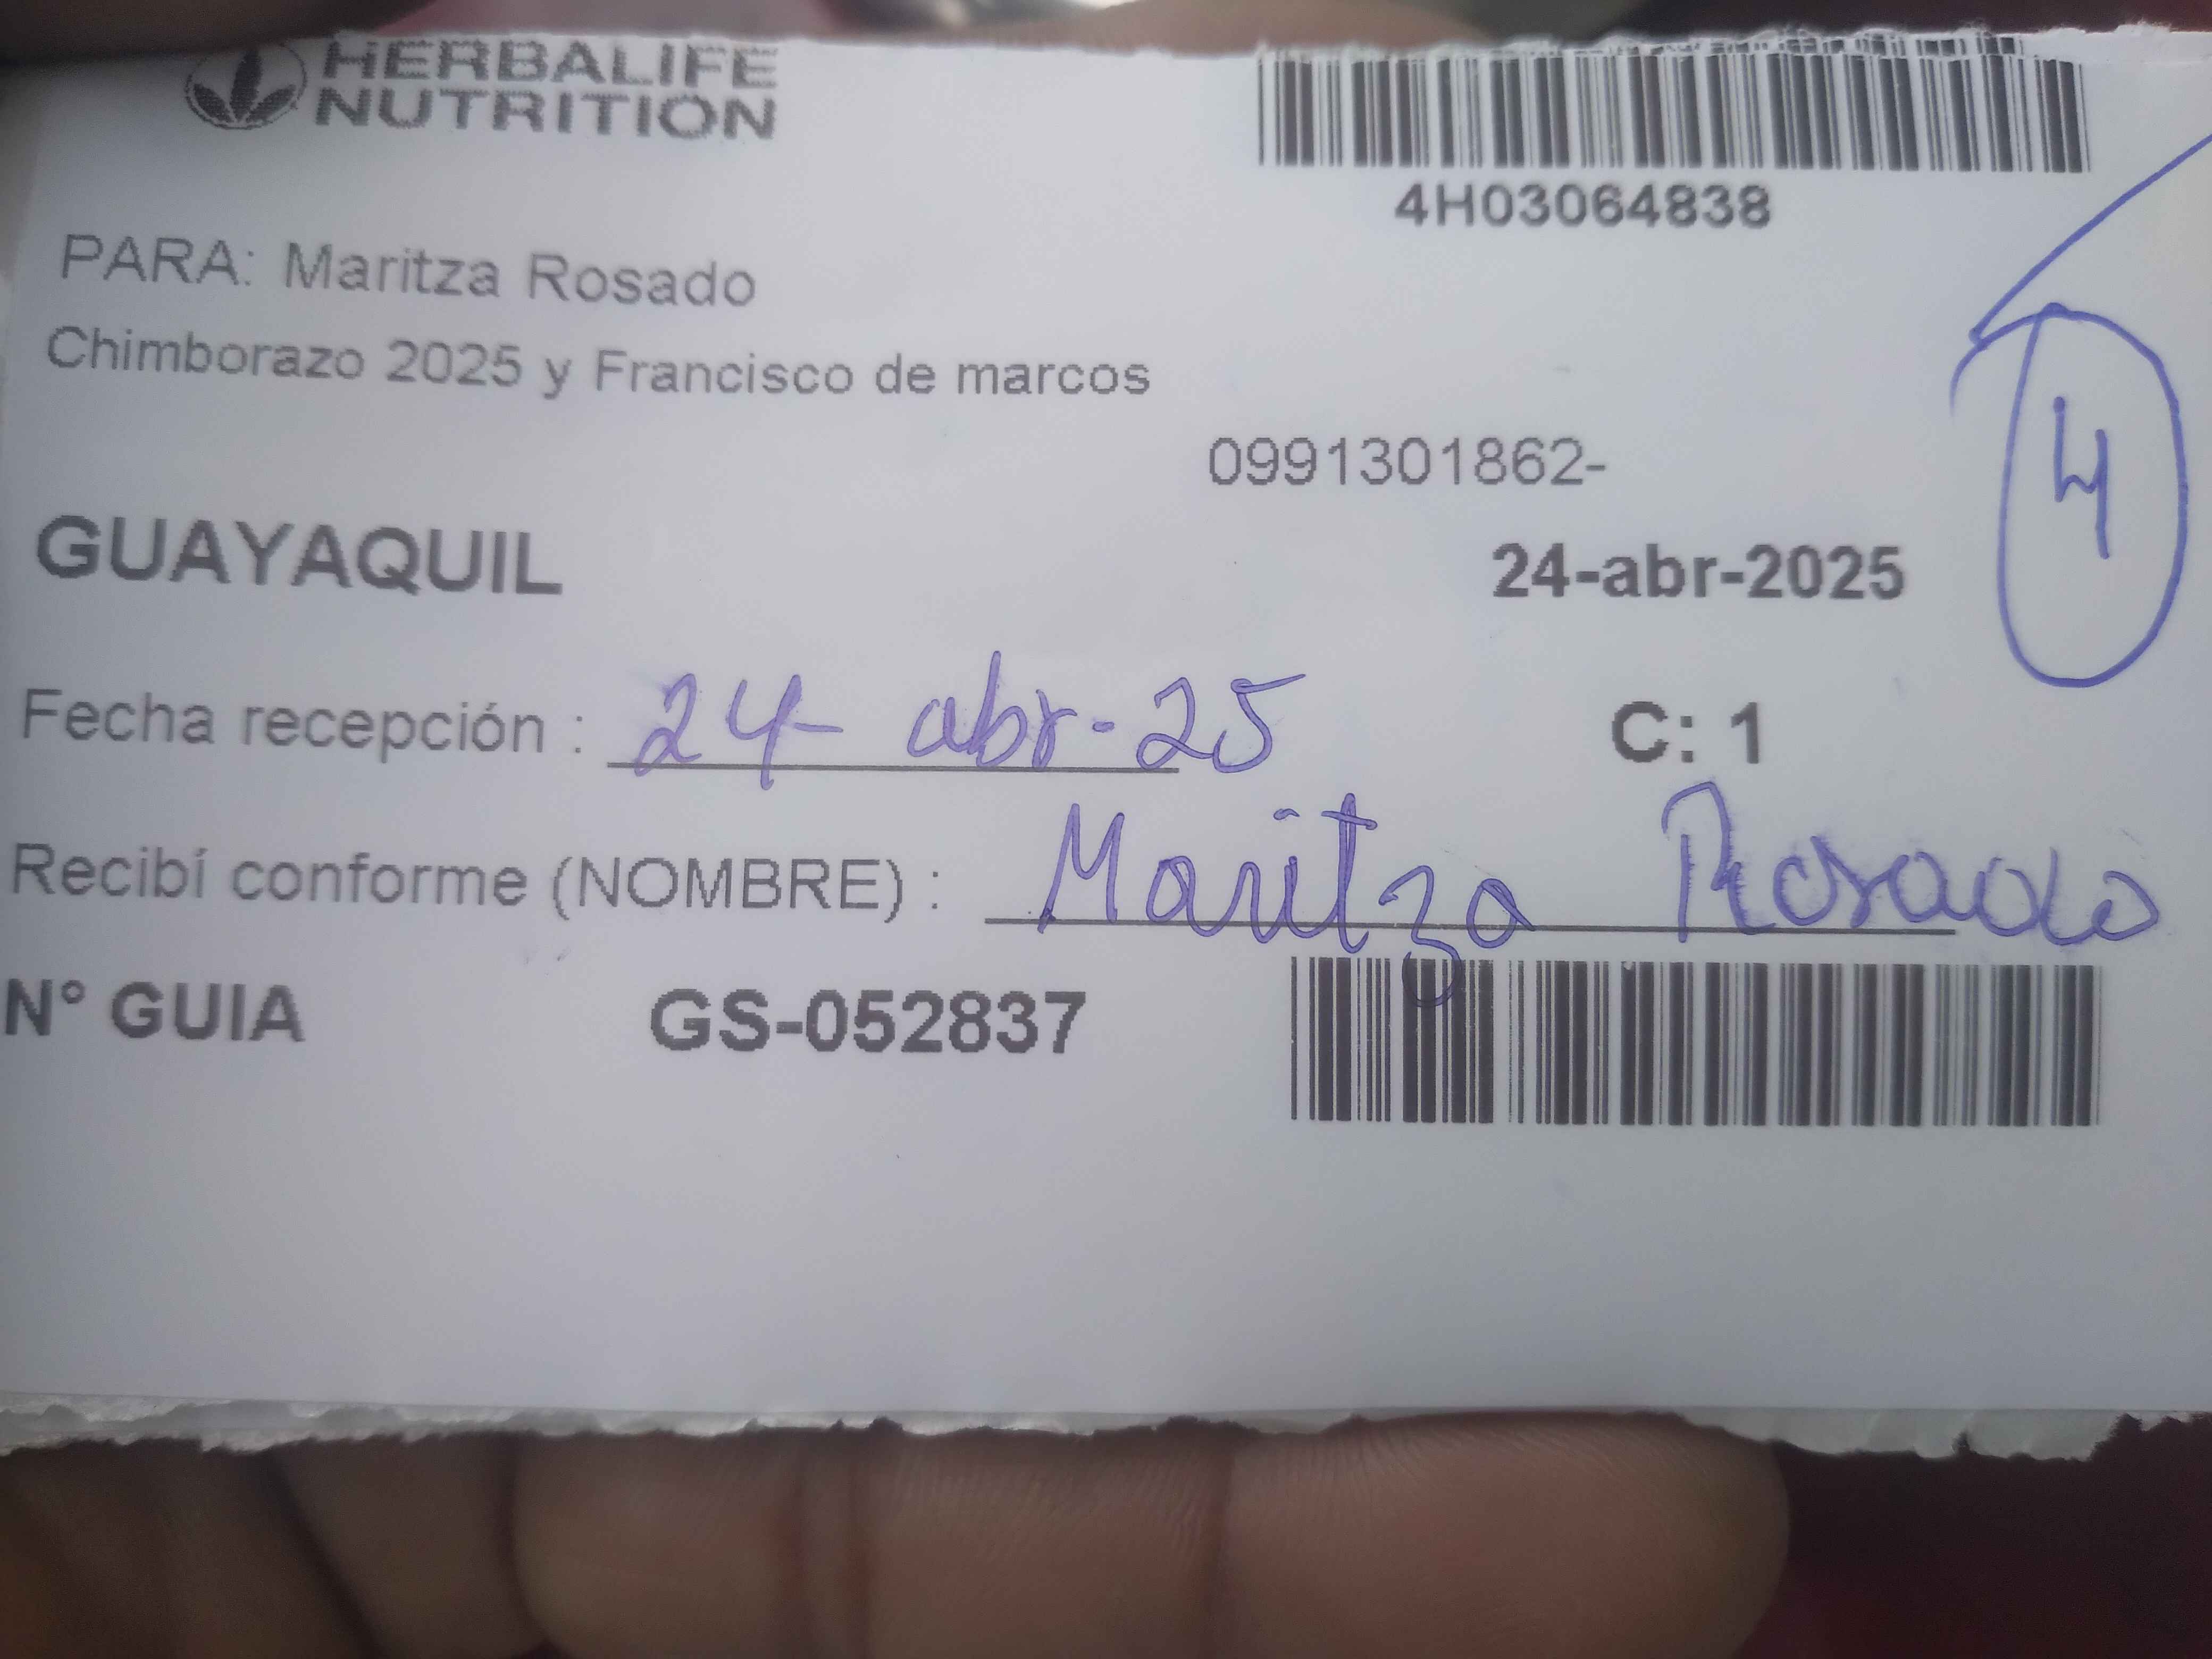 HERBALIFE
NUTRITION
4H03064838
PARA: Maritza Rosado
Chimborazo 2025 y Francisco de marcos
0991301862-
4
GUAYAQUIL
24-abr-2025
Fecha recepción : 24- abr-25
C: 1
Recibí conforme (NOMBRE) : Maritza Rosado
N° GUIA GS-052837